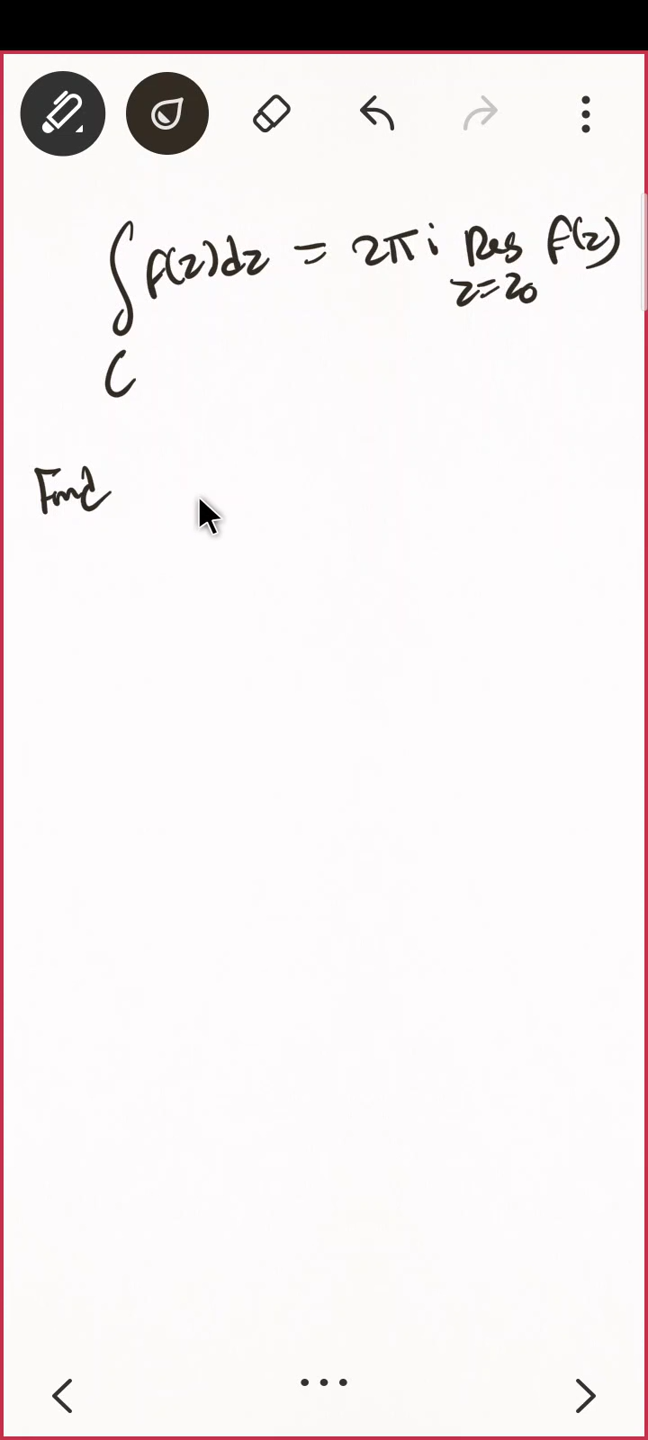 ∫ f(z)dz = 2πi Res f(z)
C z=z0
Find